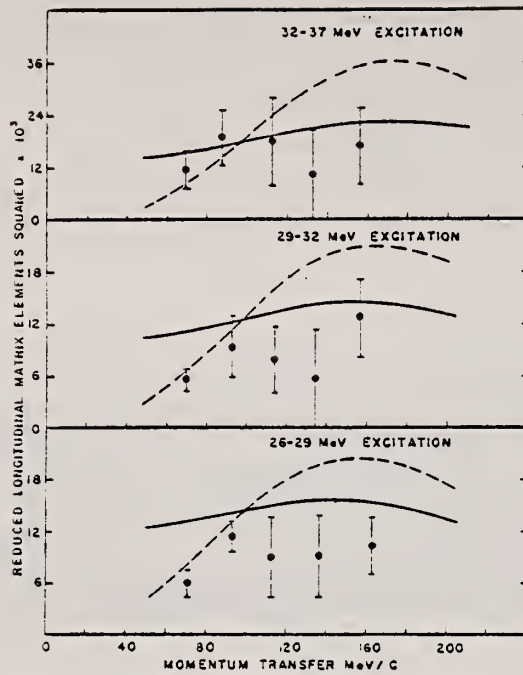 32-37 MeV EXCITATION
36
24
12
0
29-32 MeV EXCITATION
18
12
6
0
26-29 MeV EXCITATION
18
12
6
0 40 80 120 160 200
MOMENTUM TRANSFER MeV/C
REDUCED LONGITUDINAL MATRIX ELEMENTS SQUARED x 10³